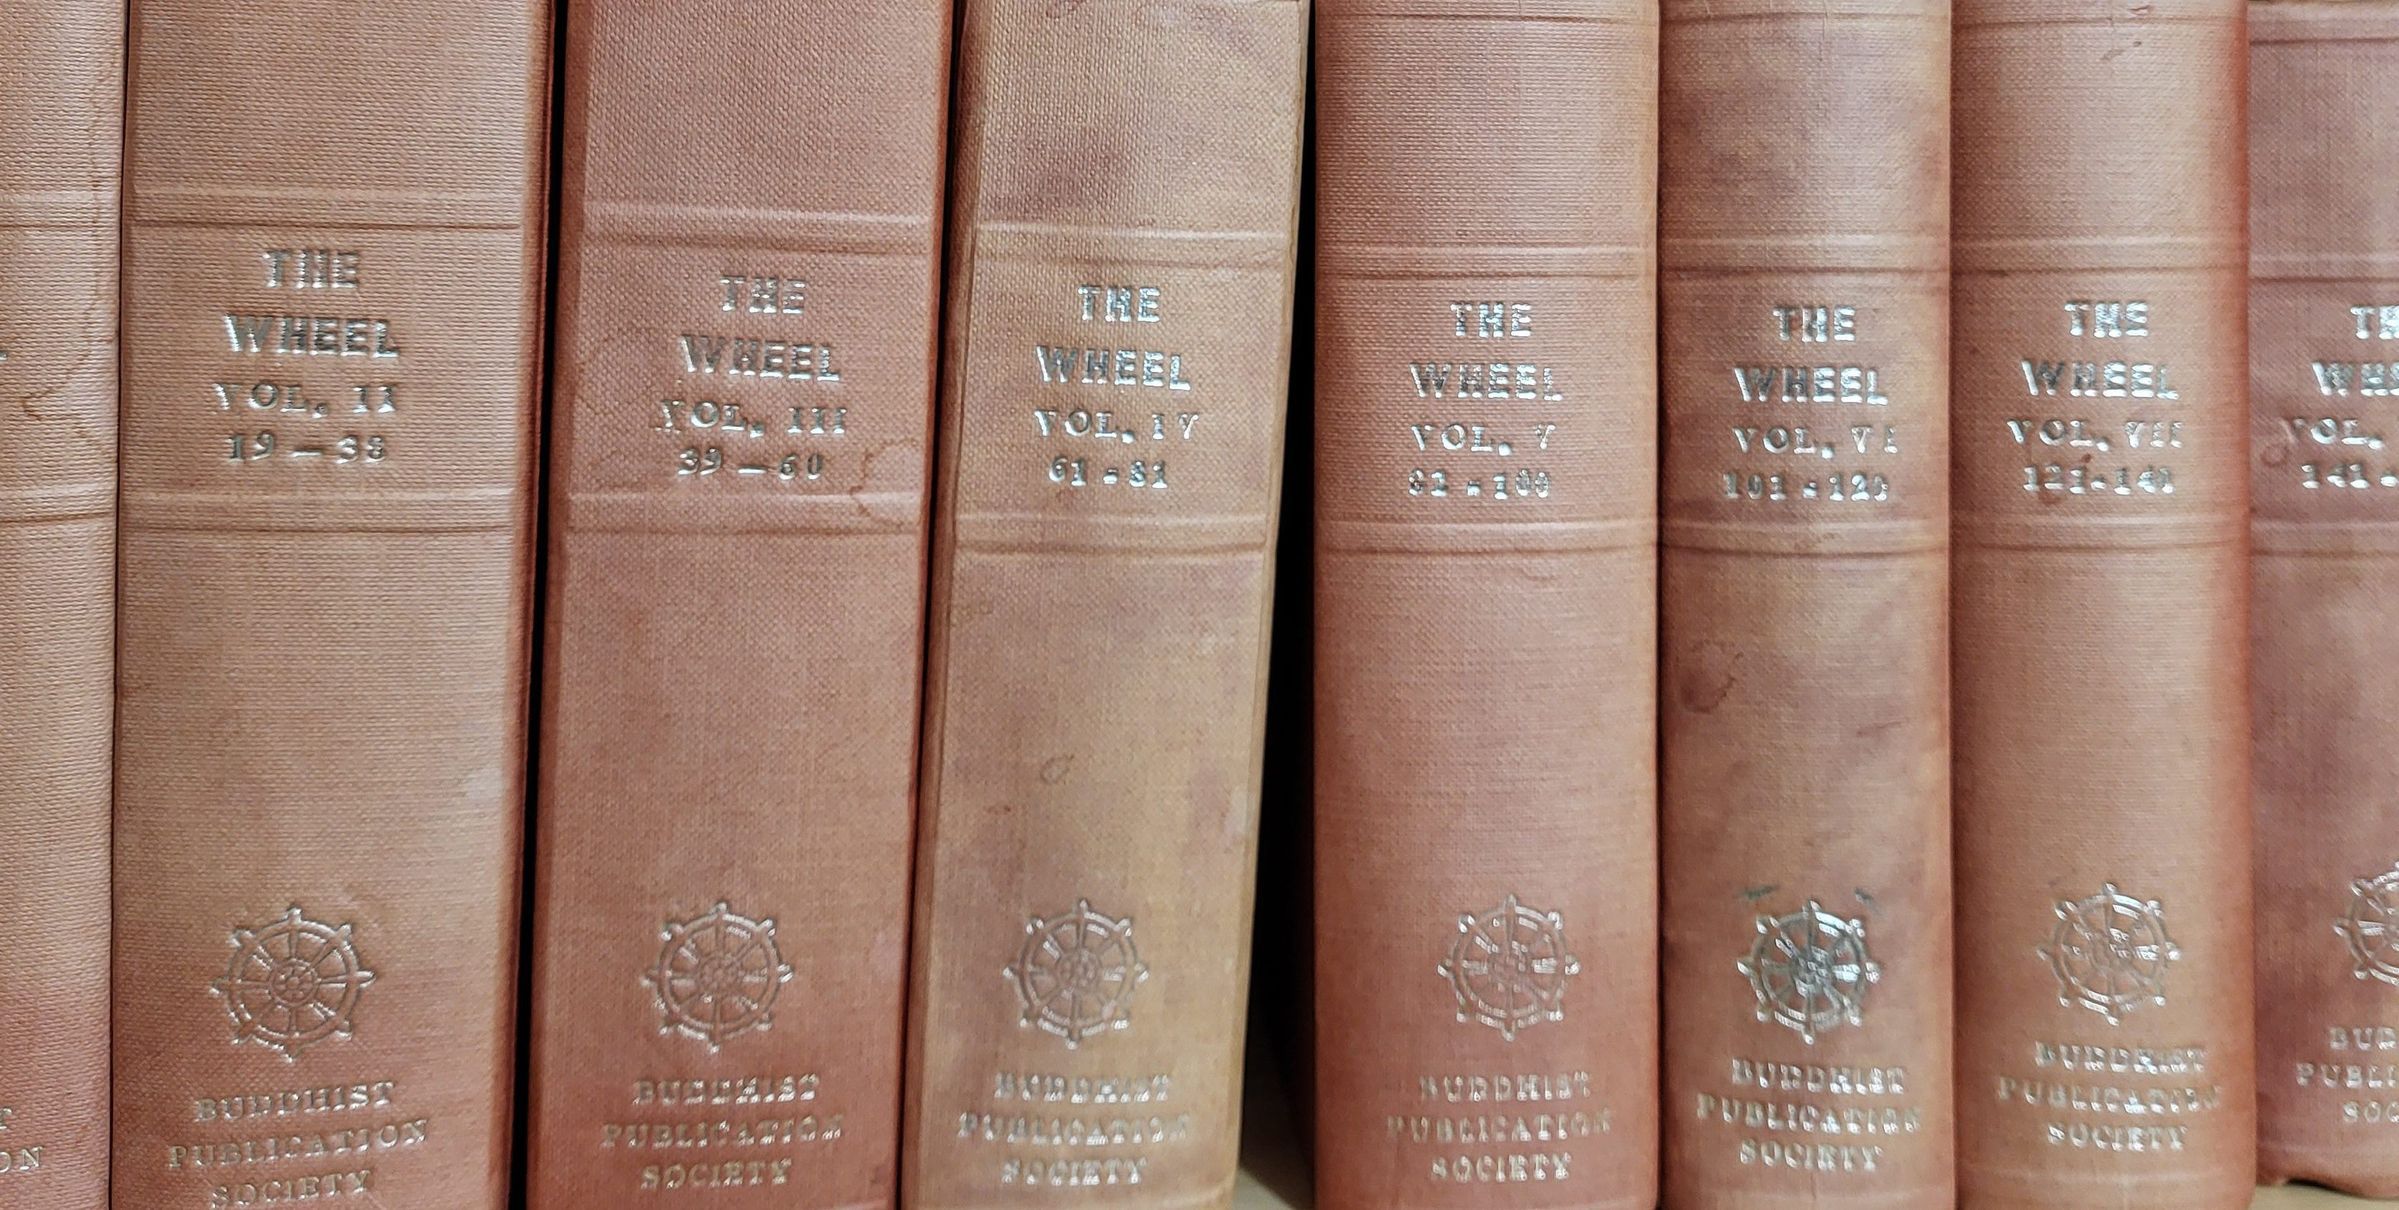 THE
WHEEL
VOL. II
19 – 38
BUDDHIST
PUBLICATION
SOCIETY
THE
WHEEL
VOL. III
39 – 60
BUDDHIST
PUBLICATION
SOCIETY
THE
WHEEL
VOL. IV
61 - 81
BUDDHIST
PUBLICATION
SOCIETY
THE
WHEEL
VOL. V
82 - 100
BUDDHIST
PUBLICATION
SOCIETY
THE
WHEEL
VOL. VI
101 - 120
BUDDHIST
PUBLICATION
SOCIETY
THE
WHEEL
VOL. VII
121-140
BUDDHIST
PUBLICATION
SOCIETY
VOL.
141-